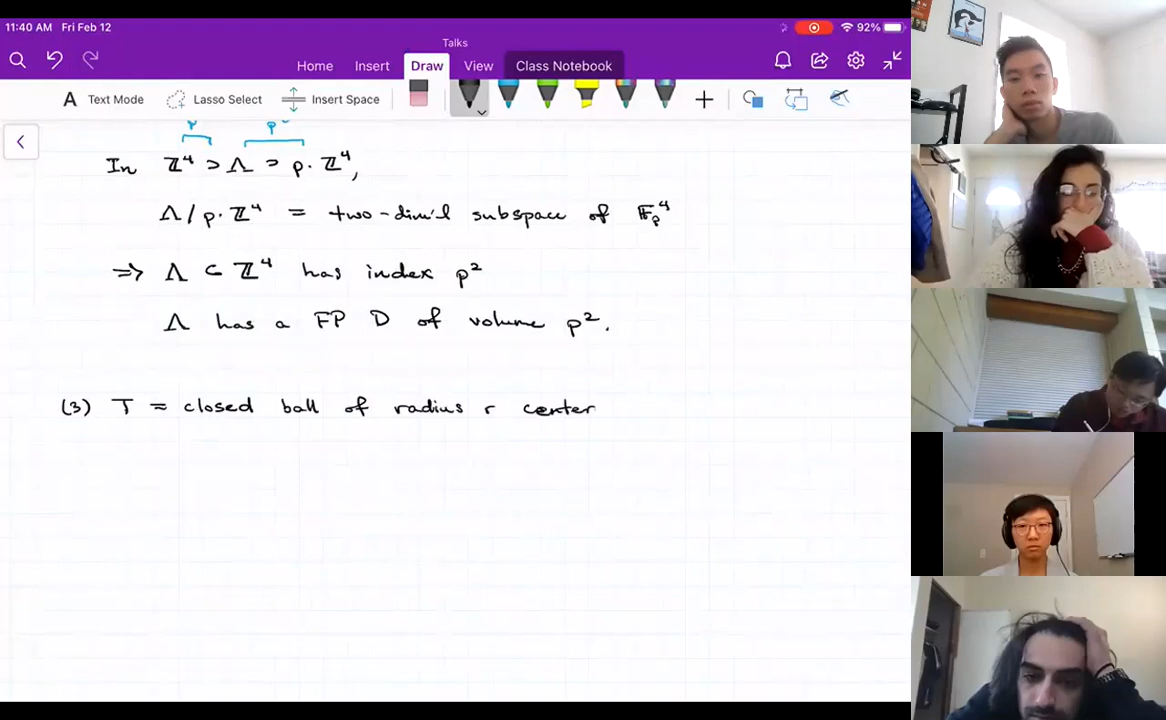 11:40 AM Fri Feb 12
92%
Talks
Home Insert Draw View Class Notebook
A Text Mode Lasso Select Insert Space
In ℤ⁴ ⊃ Λ ⊃ p·ℤ⁴,
Λ/p·ℤ⁴ = two-dim'l subspace of 𝔽ₚ⁴
⇒ Λ ⊂ ℤ⁴ has index p²
Λ has a FP D of volume p².
(3) T = closed ball of radius r center